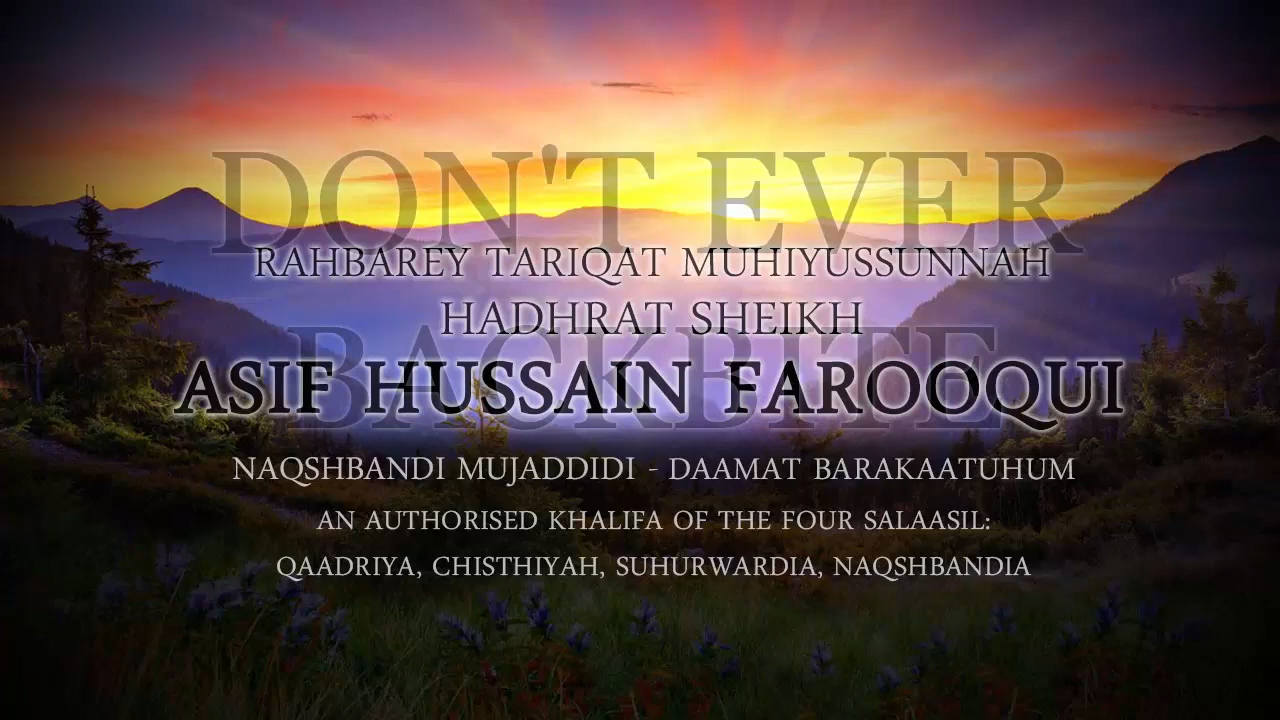 DON'T EVER
RAHBAREY TARIQAT MUHIYUSSUNNAH
HADHRAT SHEIKH
BACKBITE
ASIF HUSSAIN FAROOQUI
NAQSHBANDI MUJADDIDI - DAAMAT BARAKAATUHUM
AN AUTHORISED KHALIFA OF THE FOUR SALAASIL:
QAADRIYA, CHISTHIYAH, SUHURWARDIA, NAQSHBANDIA